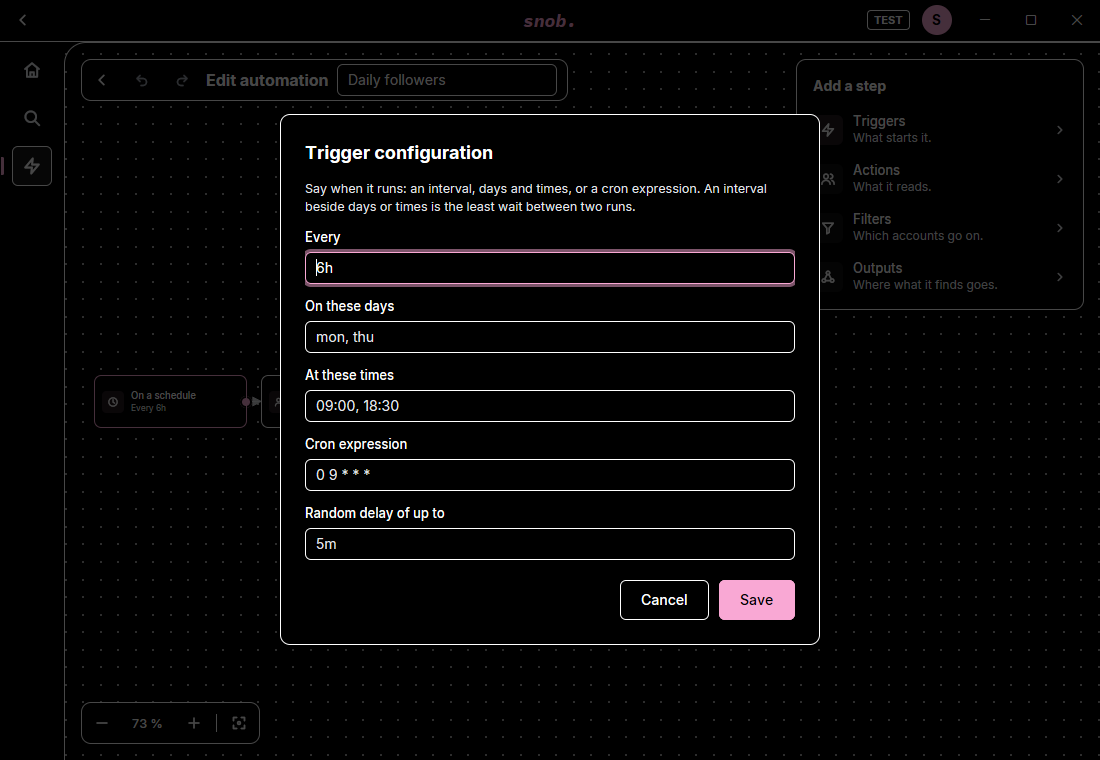 snob.
TEST
S
Edit automation
Daily followers
Add a step
Triggers
What starts it.
Actions
What it reads.
Filters
Which accounts go on.
Outputs
Where what it finds goes.
On a schedule
Every 6h
Trigger configuration
Say when it runs: an interval, days and times, or a cron expression. An interval
beside days or times is the least wait between two runs.
Every
6h
On these days
mon, thu
At these times
09:00, 18:30
Cron expression
0 9 * * *
Random delay of up to
5m
Cancel
Save
73 %